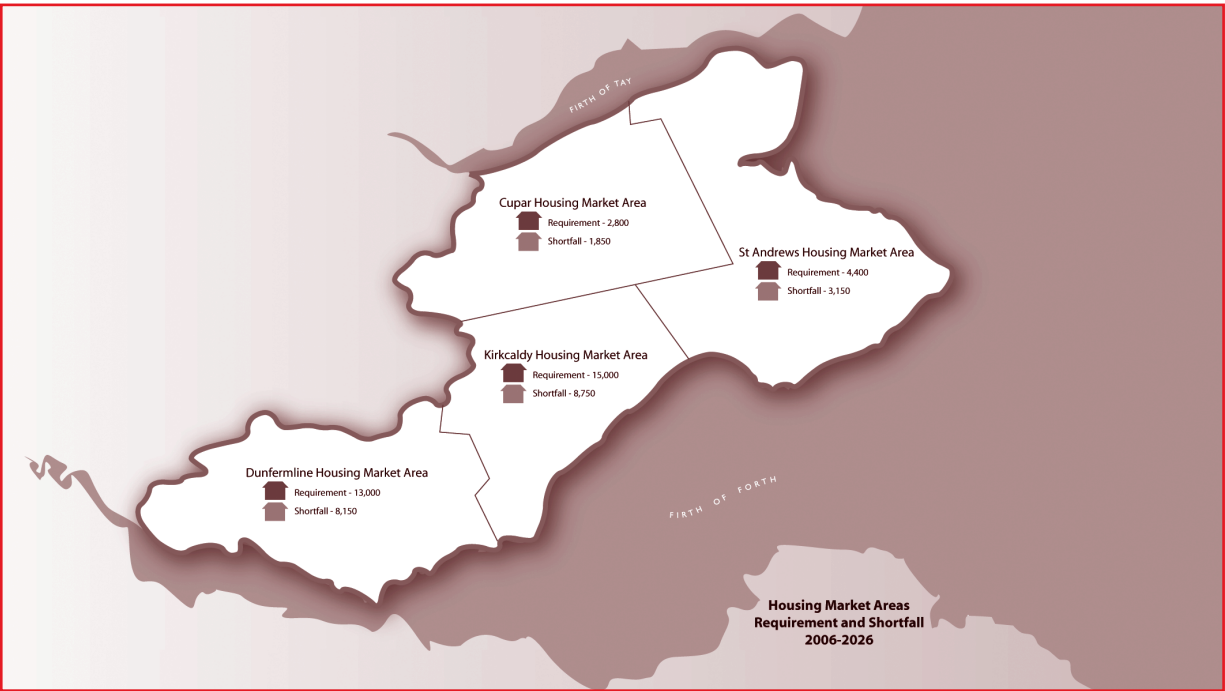 FIRTH OF TAY
Cupar Housing Market Area
Requirement - 2,800
Shortfall - 1,850
St Andrews Housing Market Area
Requirement - 4,400
Shortfall - 3,150
Kirkcaldy Housing Market Area
Requirement - 15,000
Shortfall - 8,750
Dunfermline Housing Market Area
Requirement - 13,000
Shortfall - 8,150
FIRTH OF FORTH
Housing Market Areas
Requirement and Shortfall
2006-2026